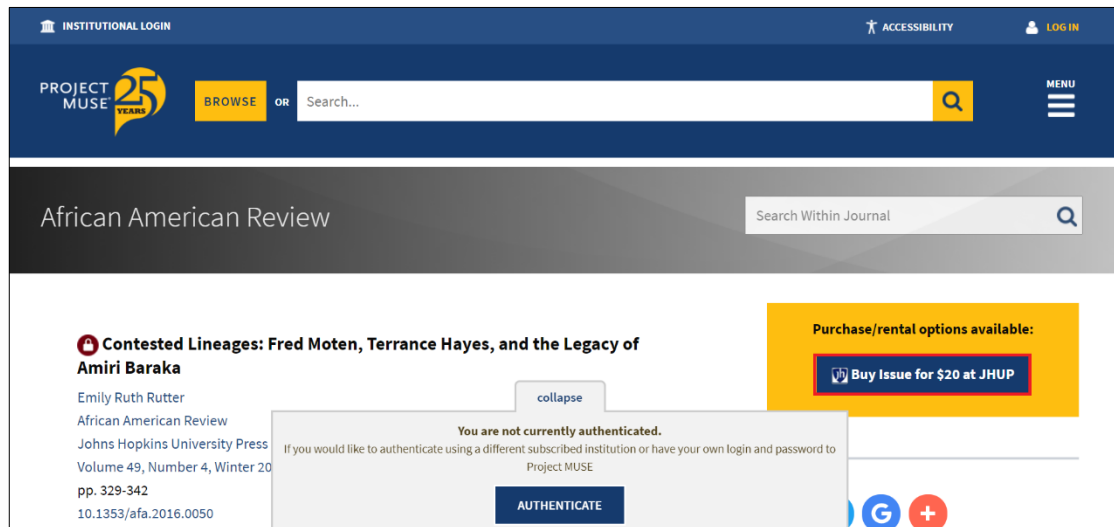 INSTITUTIONAL LOGIN
ACCESSIBILITY
LOG IN
PROJECT
MUSE
25
YEARS
BROWSE
OR
Search...
MENU
African American Review
Search Within Journal
Contested Lineages: Fred Moten, Terrance Hayes, and the Legacy of
Amiri Baraka
Emily Ruth Rutter
African American Review
Johns Hopkins University Press
Volume 49, Number 4, Winter 20
pp. 329-342
10.1353/afa.2016.0050
Purchase/rental options available:
Buy Issue for $20 at JHUP
collapse
You are not currently authenticated.
If you would like to authenticate using a different subscribed institution or have your own login and password to
Project MUSE
AUTHENTICATE
G